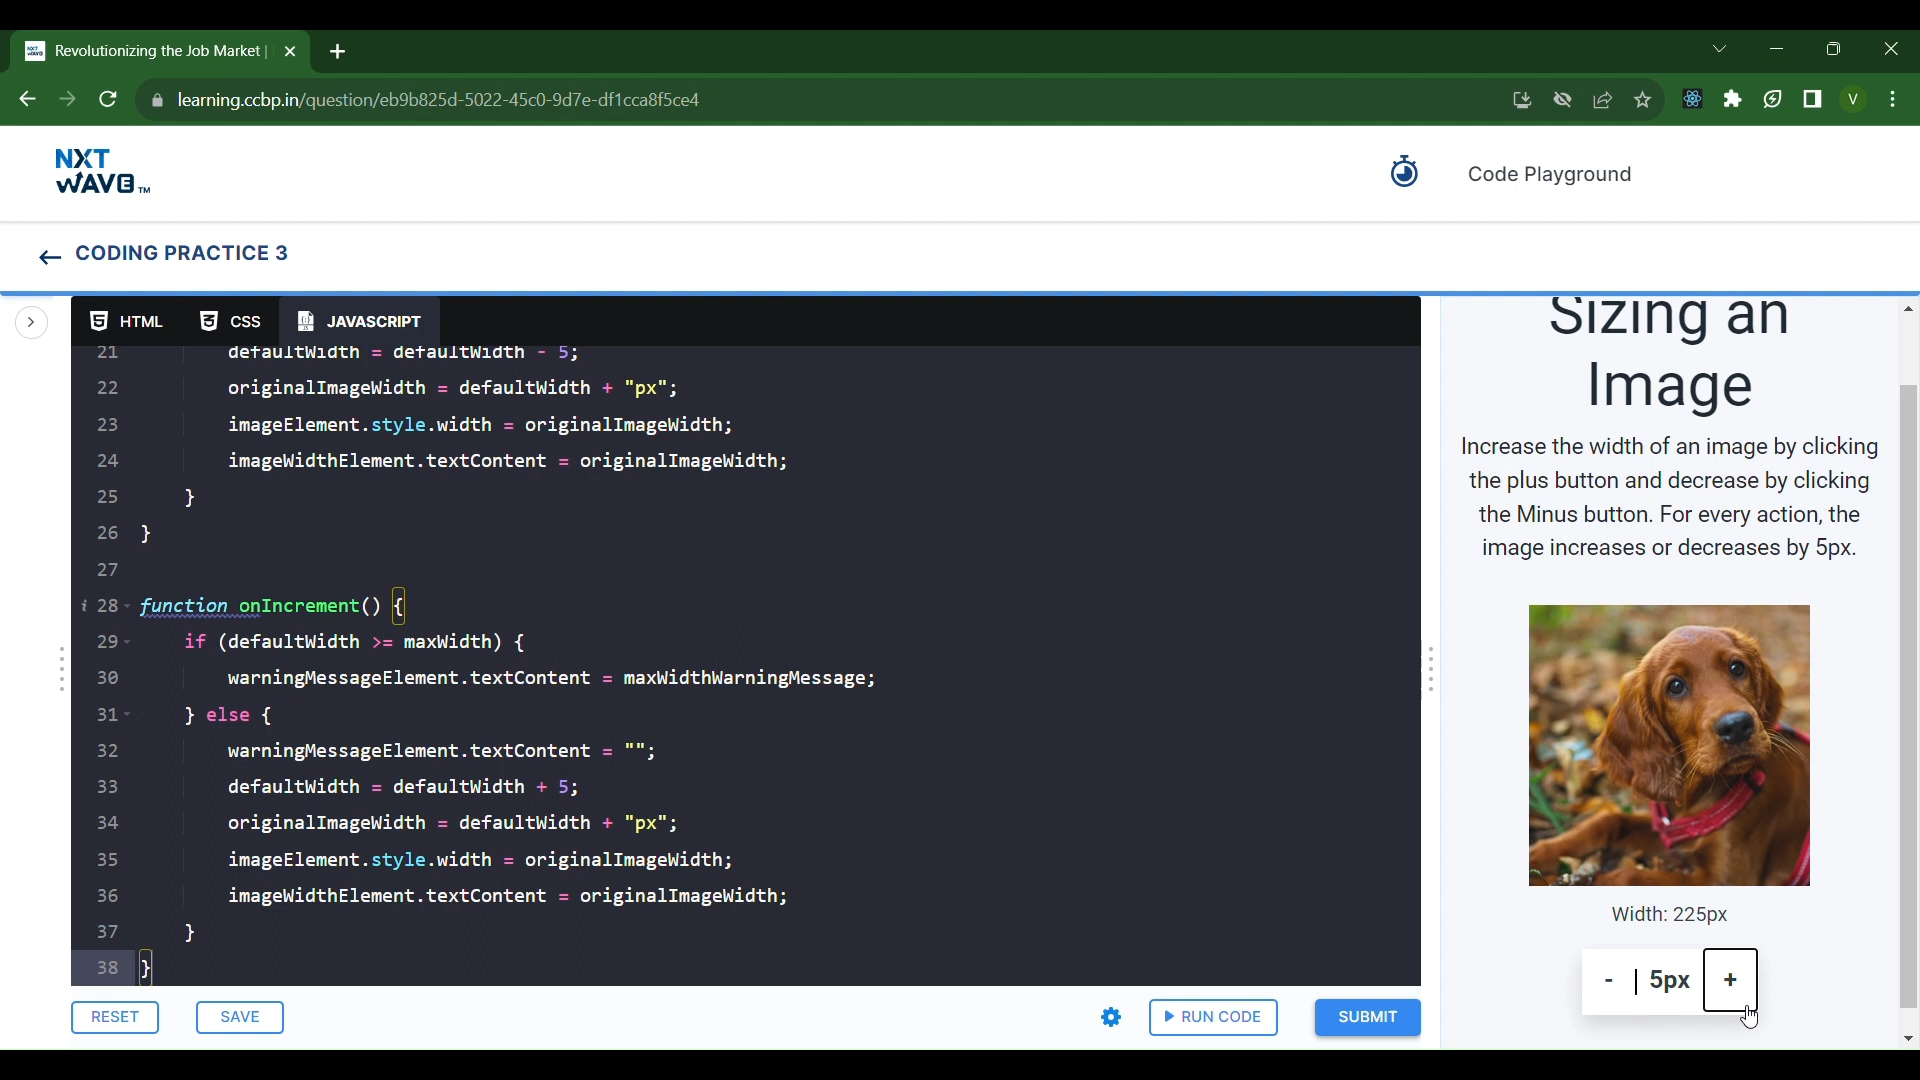 Revolutionizing the Job Market |
learning.ccbp.in/question/eb9b825d-5022-45c0-9d7e-df1cca8f5ce4
V
NXT
WAVE TM
Code Playground
CODING PRACTICE 3
HTML CSS JAVASCRIPT
21 defaultWidth = defaultWidth - 5;
22 originalImageWidth = defaultWidth + "px";
23 imageElement.style.width = originalImageWidth;
24 imageWidthElement.textContent = originalImageWidth;
25 }
26 }
27
i 28 function onIncrement() {
29 if (defaultWidth >= maxWidth) {
30 warningMessageElement.textContent = maxWidthWarningMessage;
31 } else {
32 warningMessageElement.textContent = "";
33 defaultWidth = defaultWidth + 5;
34 originalImageWidth = defaultWidth + "px";
35 imageElement.style.width = originalImageWidth;
36 imageWidthElement.textContent = originalImageWidth;
37 }
38 }
RESET SAVE RUN CODE SUBMIT
Sizing an
Image
Increase the width of an image by clicking
the plus button and decrease by clicking
the Minus button. For every action, the
image increases or decreases by 5px.
Width: 225px
- | 5px +